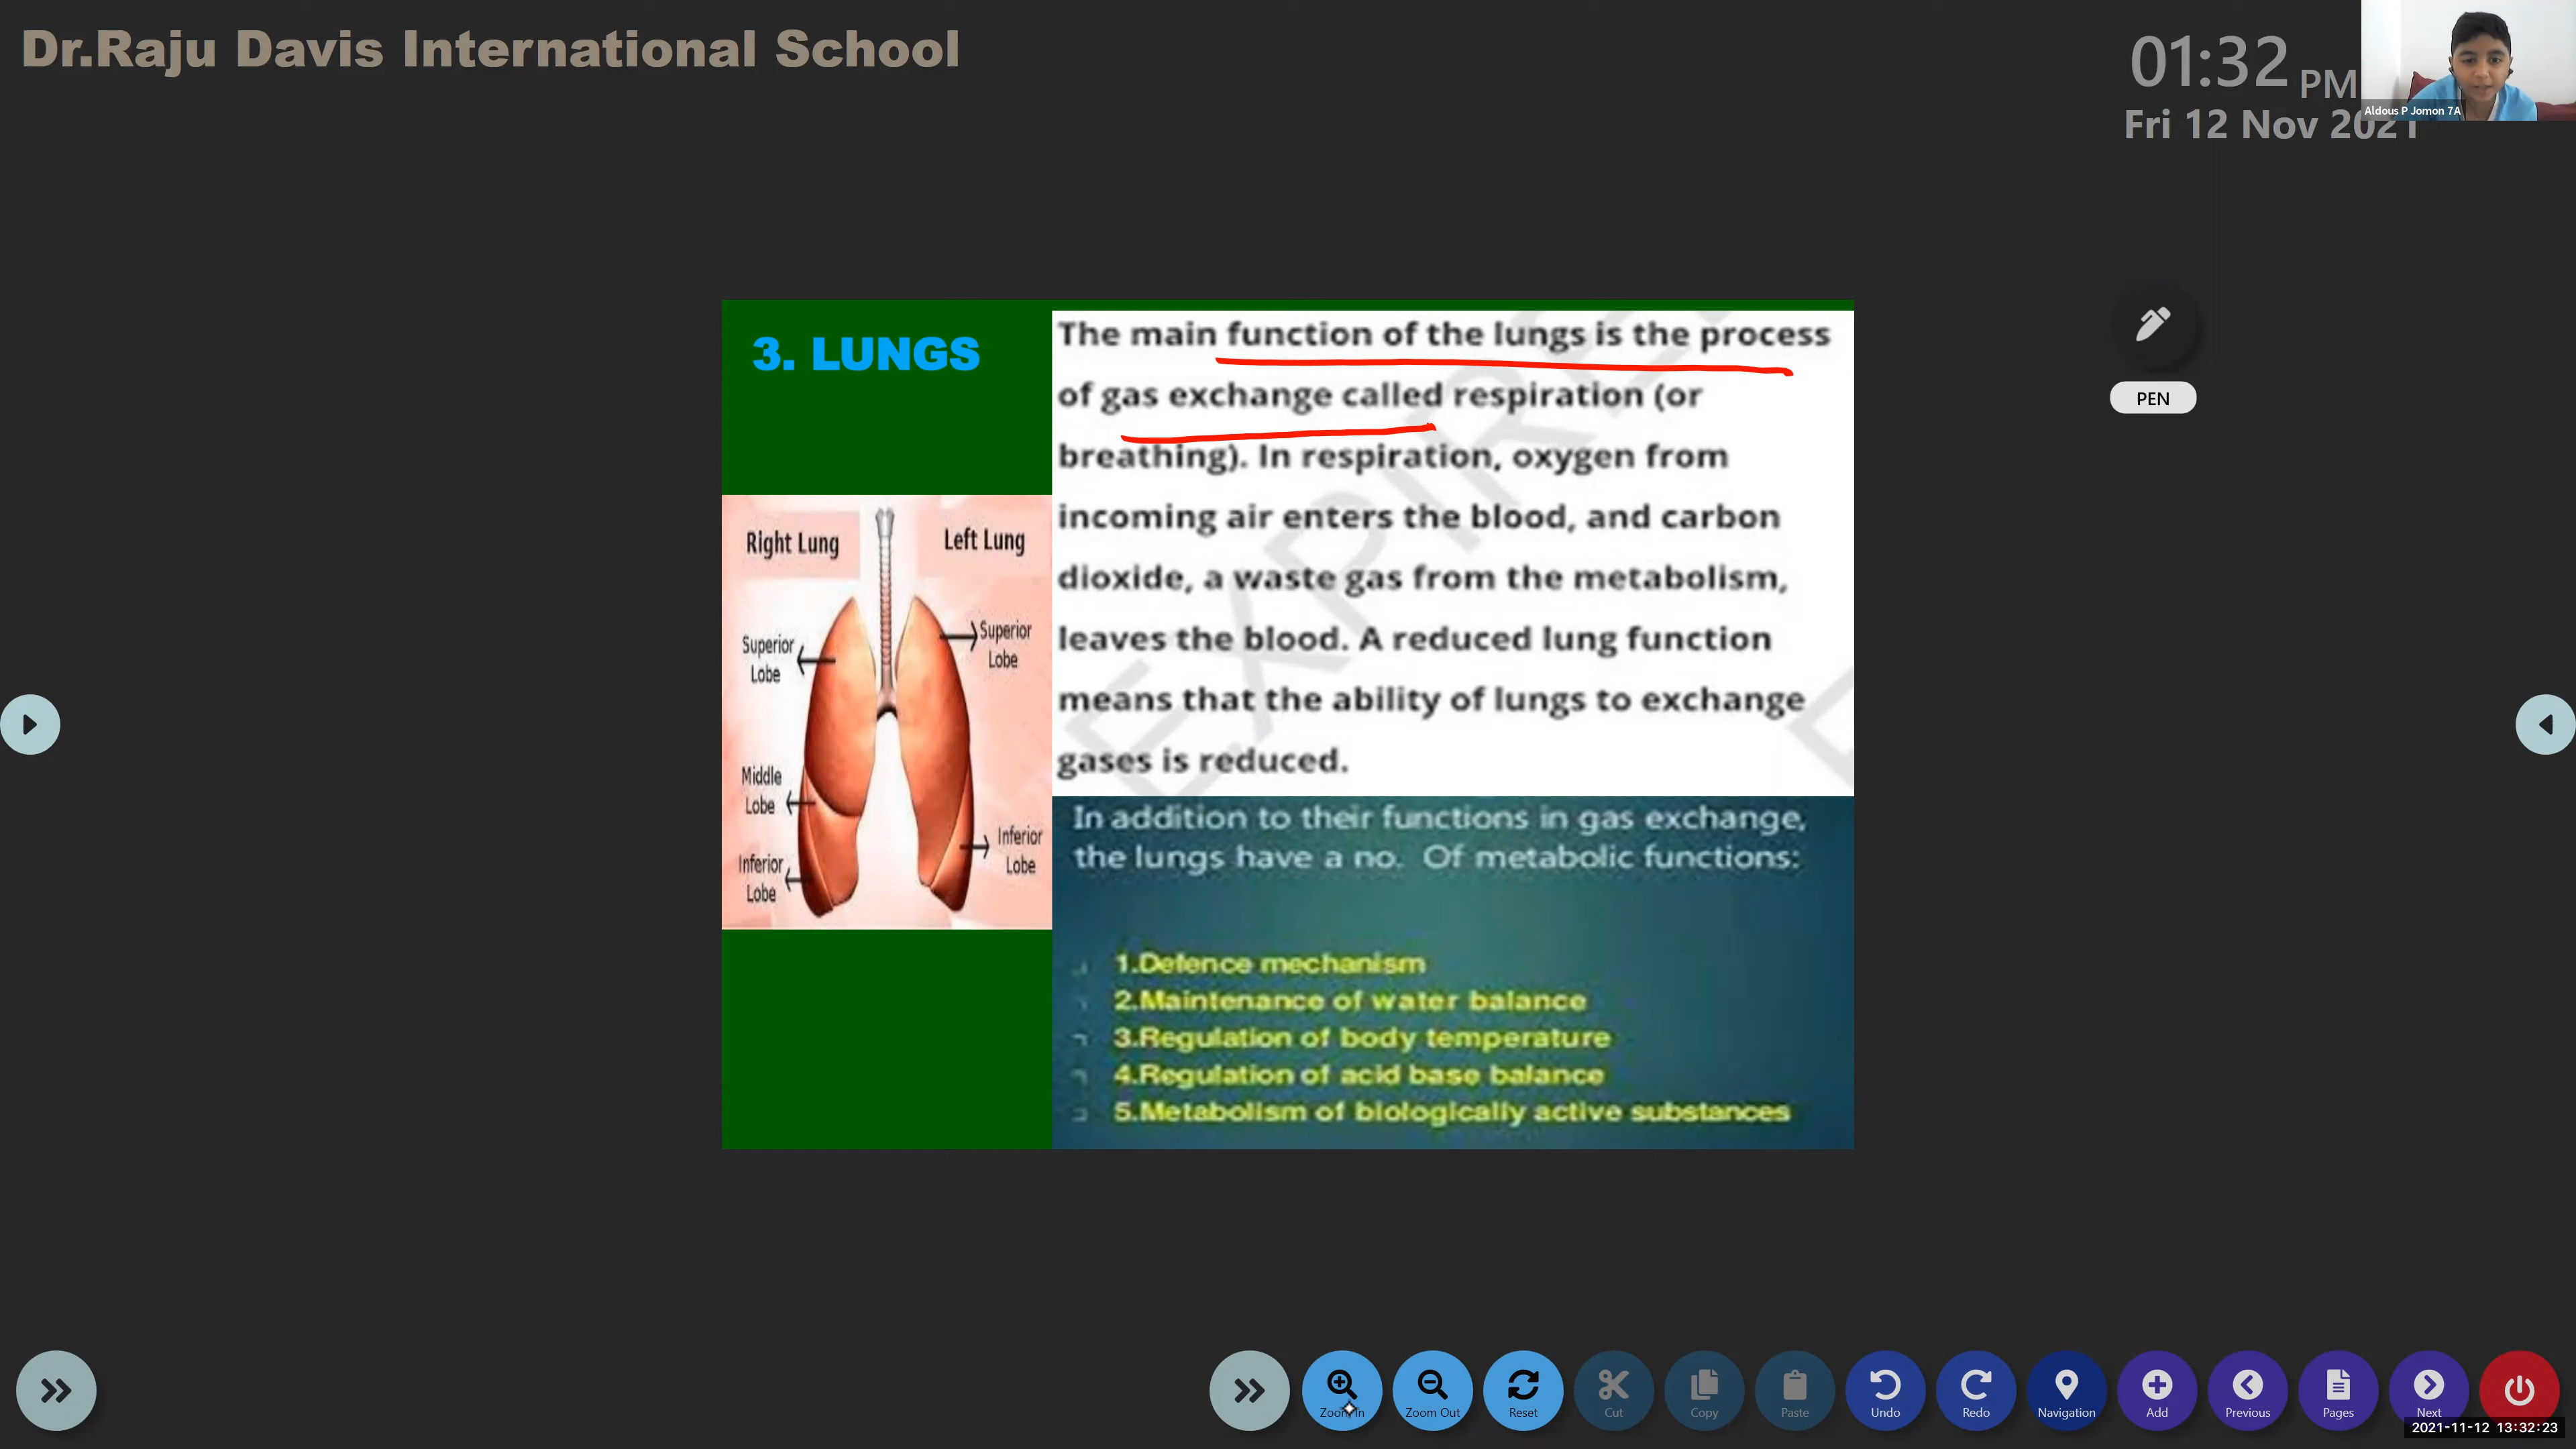 Dr.Raju Davis International School
01:32 PM
Fri 12 Nov 2021
Aldous P Jomon 7A
3. LUNGS
The main function of the lungs is the process
of gas exchange called respiration (or
breathing). In respiration, oxygen from
incoming air enters the blood, and carbon
dioxide, a waste gas from the metabolism,
leaves the blood. A reduced lung function
means that the ability of lungs to exchange
gases is reduced.
EXPIRE
PEN
Right Lung
Left Lung
Superior
Lobe
Superior
Lobe
Middle
Lobe
Inferior
Lobe
Inferior
Lobe
In addition to their functions in gas exchange,
the lungs have a no. Of metabolic functions:
1.Defence mechanism
2.Maintenance of water balance
3.Regulation of body temperature
4.Regulation of acid base balance
5.Metabolism of biologically active substances
Zoom In
Zoom Out
Reset
Cut
Copy
Paste
Undo
Redo
Navigation
Add
Previous
Pages
Next
2021-11-12 13:32:23